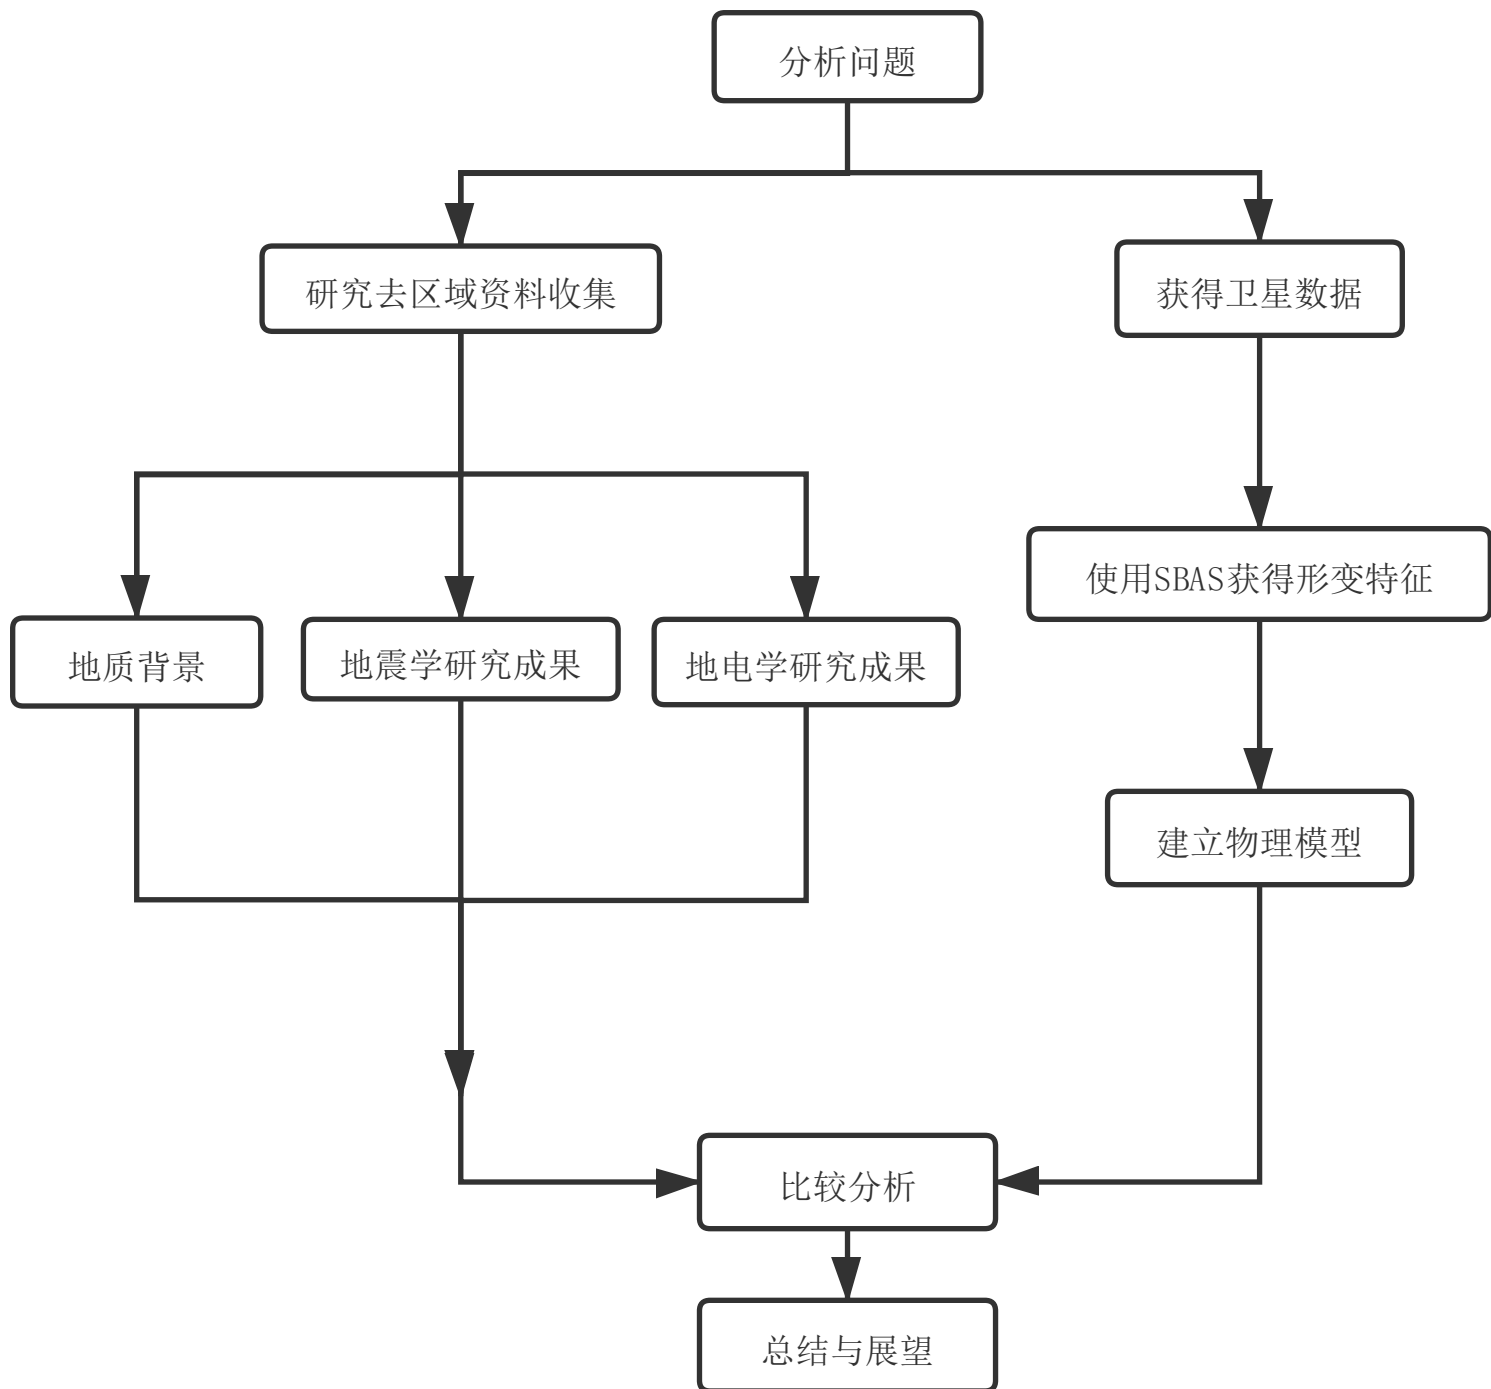 分析问题
研究去区域资料收集
获得卫星数据
使用SBAS获得形变特征
地质背景
地震学研究成果
地电学研究成果
建立物理模型
比较分析
总结与展望